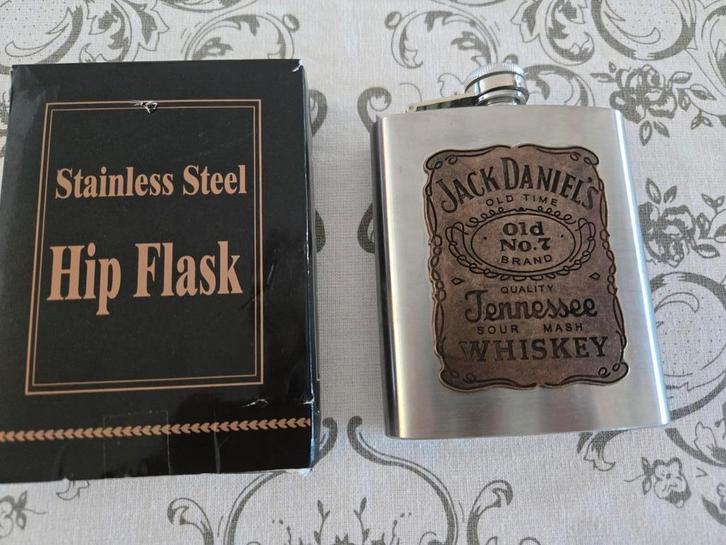 Stainless Steel
Hip Flask
JACK DANIEL'S
OLD TIME
Old
No.7
BRAND
QUALITY
Tennessee
SOUR MASH
WHISKEY